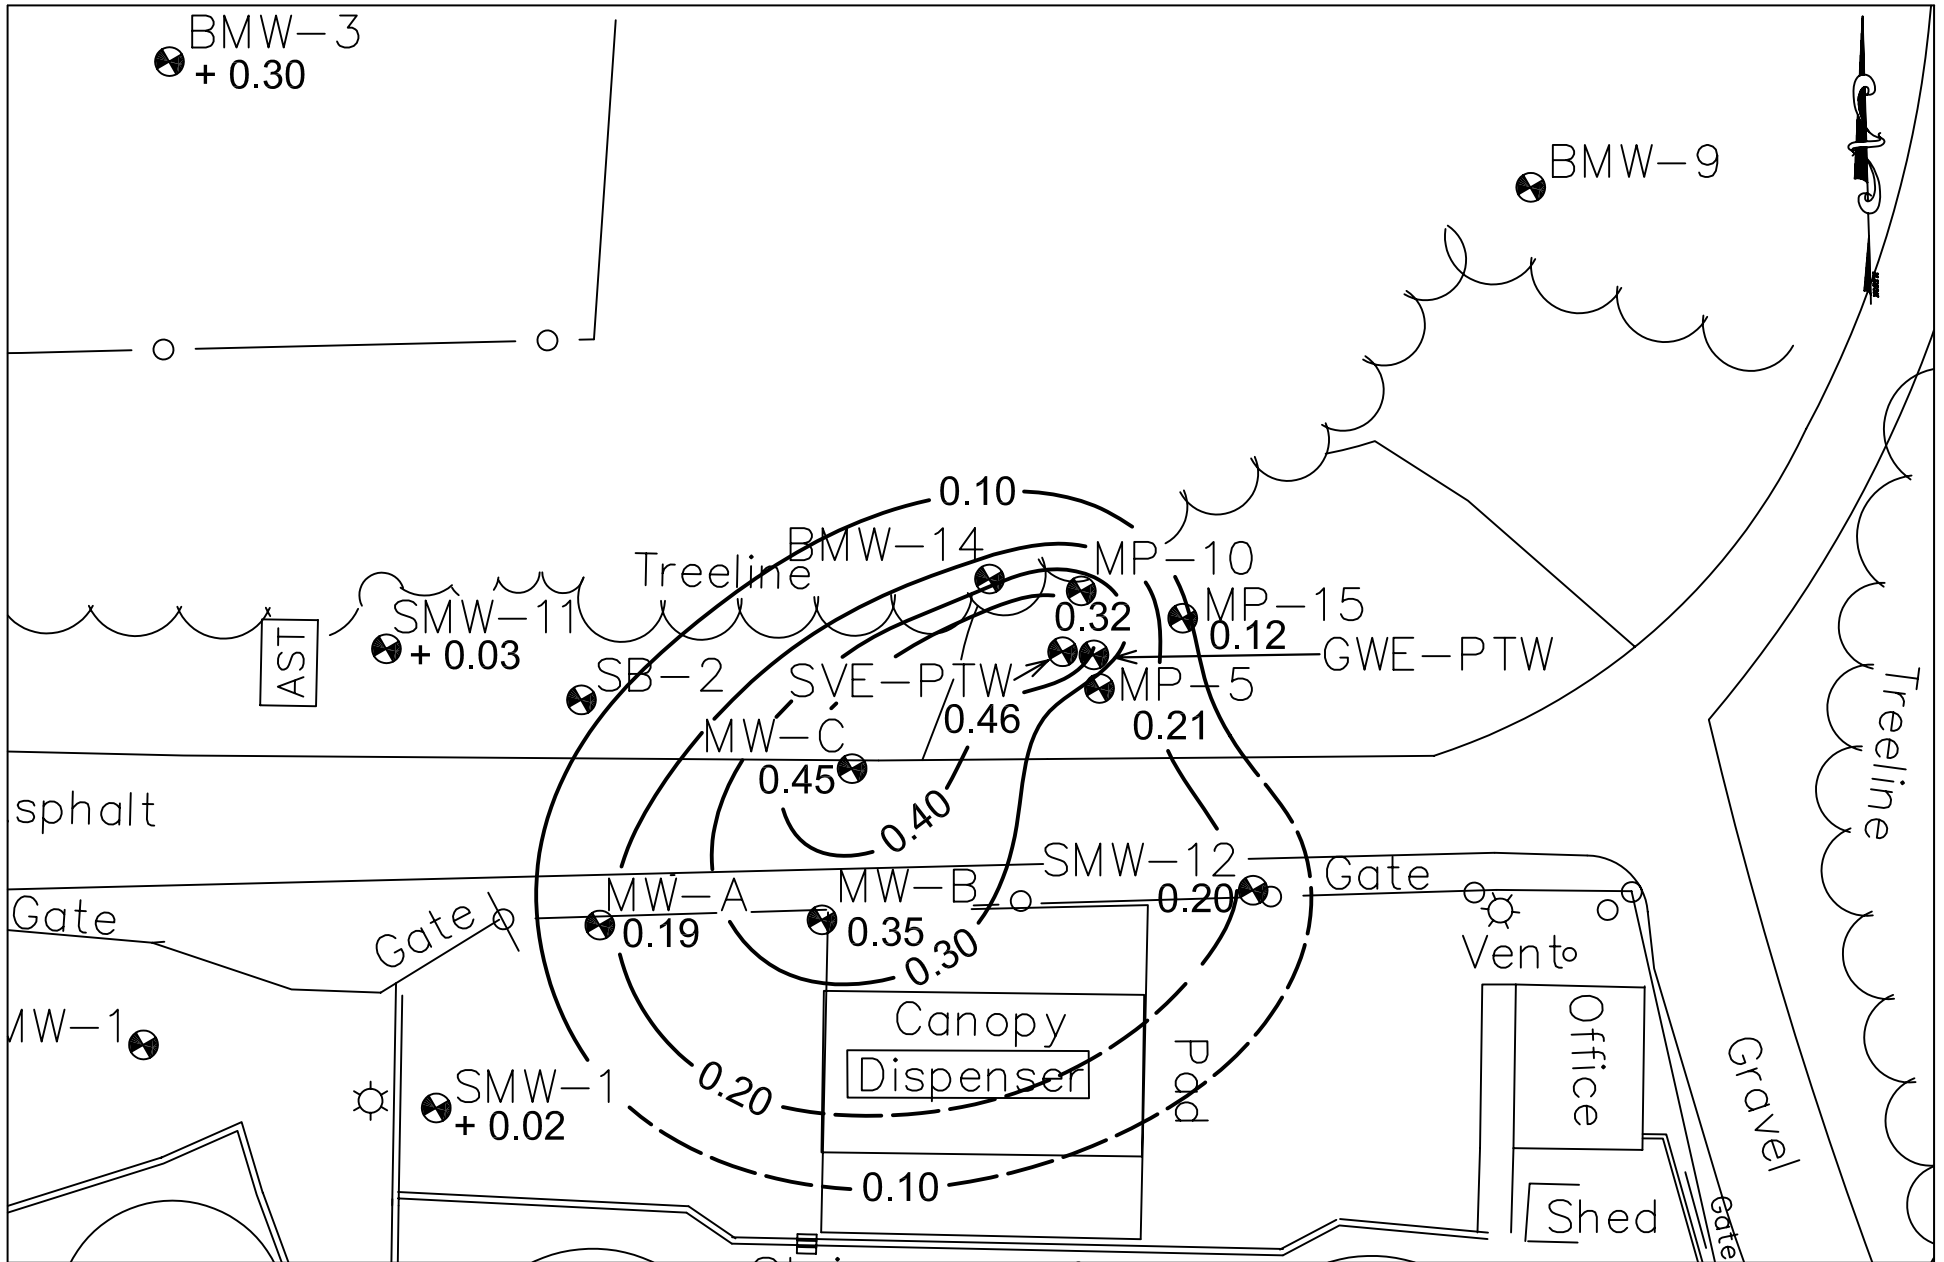 BMW-3
+ 0.30
BMW-9
0.10
BMW-14
MP-10
Treeline
SMW-11
+ 0.03
AST
0.32
MP-15
0.12
GWE-PTW
SB-2
SVE-PTW
0.46
MP-5
0.21
MW-C
0.45
Treeline
sphalt
0.40
SMW-12
0.20
Gate
Gate
Gate
MW-A
0.19
MW-B
0.35
0.30
Vent
MW-1
Canopy
Dispenser
Pad
Office
Gravel
SMW-1
+ 0.02
0.20
0.10
Shed
Gate